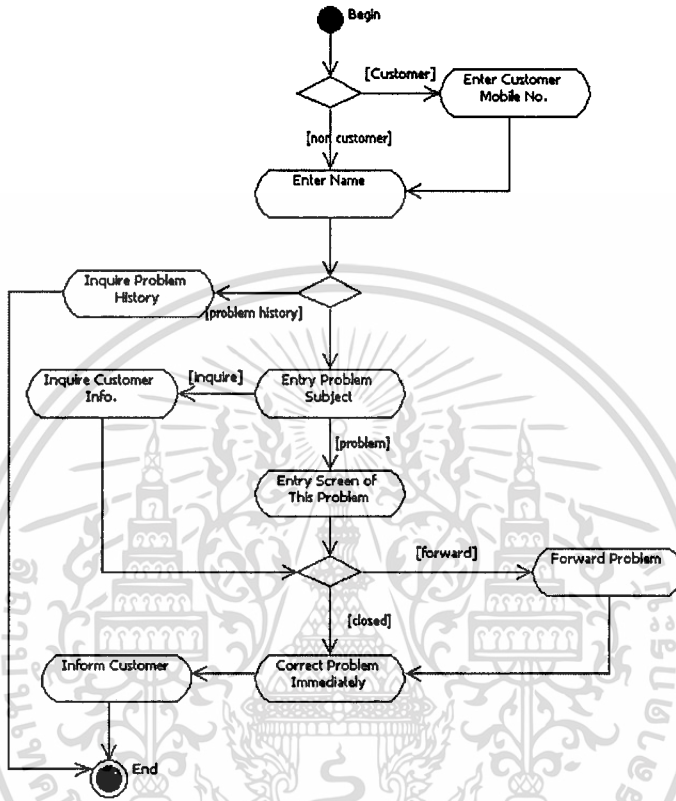 Begin
[Customer]
Enter Customer
Mobile No.
[non customer]
Enter Name
Inquire Problem
History
[problem history]
Inquire Customer
Info.
[inquire]
Entry Problem
Subject
[problem]
Entry Screen of
This Problem
[forward]
Forward Problem
[closed]
Inform Customer
Correct Problem
Immediately
End